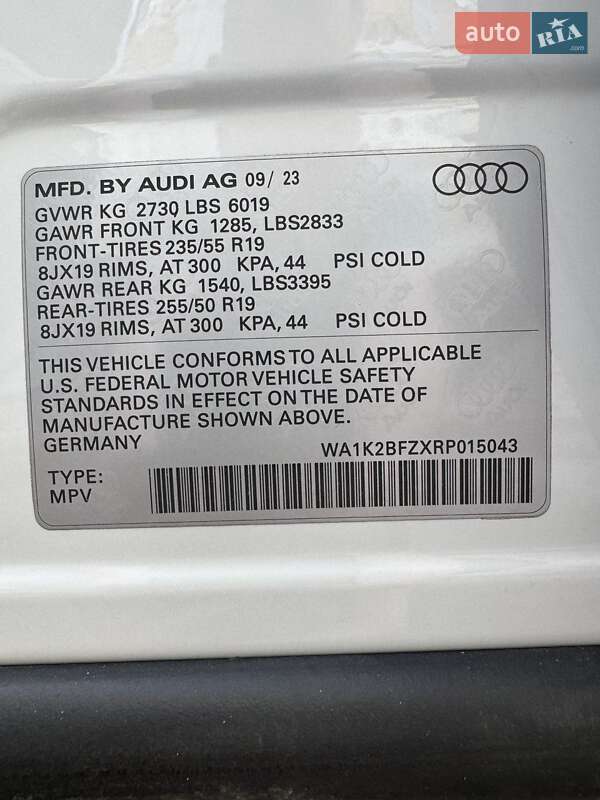 auto RIA .com
MFD. BY AUDI AG 09/ 23
GVWR KG 2730 LBS 6019
GAWR FRONT KG 1285, LBS2833
FRONT-TIRES 235/55 R19
8JX19 RIMS, AT 300 KPA, 44 PSI COLD
GAWR REAR KG 1540, LBS3395
REAR-TIRES 255/50 R19
8JX19 RIMS, AT 300 KPA, 44 PSI COLD
THIS VEHICLE CONFORMS TO ALL APPLICABLE
U.S. FEDERAL MOTOR VEHICLE SAFETY
STANDARDS IN EFFECT ON THE DATE OF
MANUFACTURE SHOWN ABOVE.
GERMANY WA1K2BFZXRP015043
TYPE:
MPV